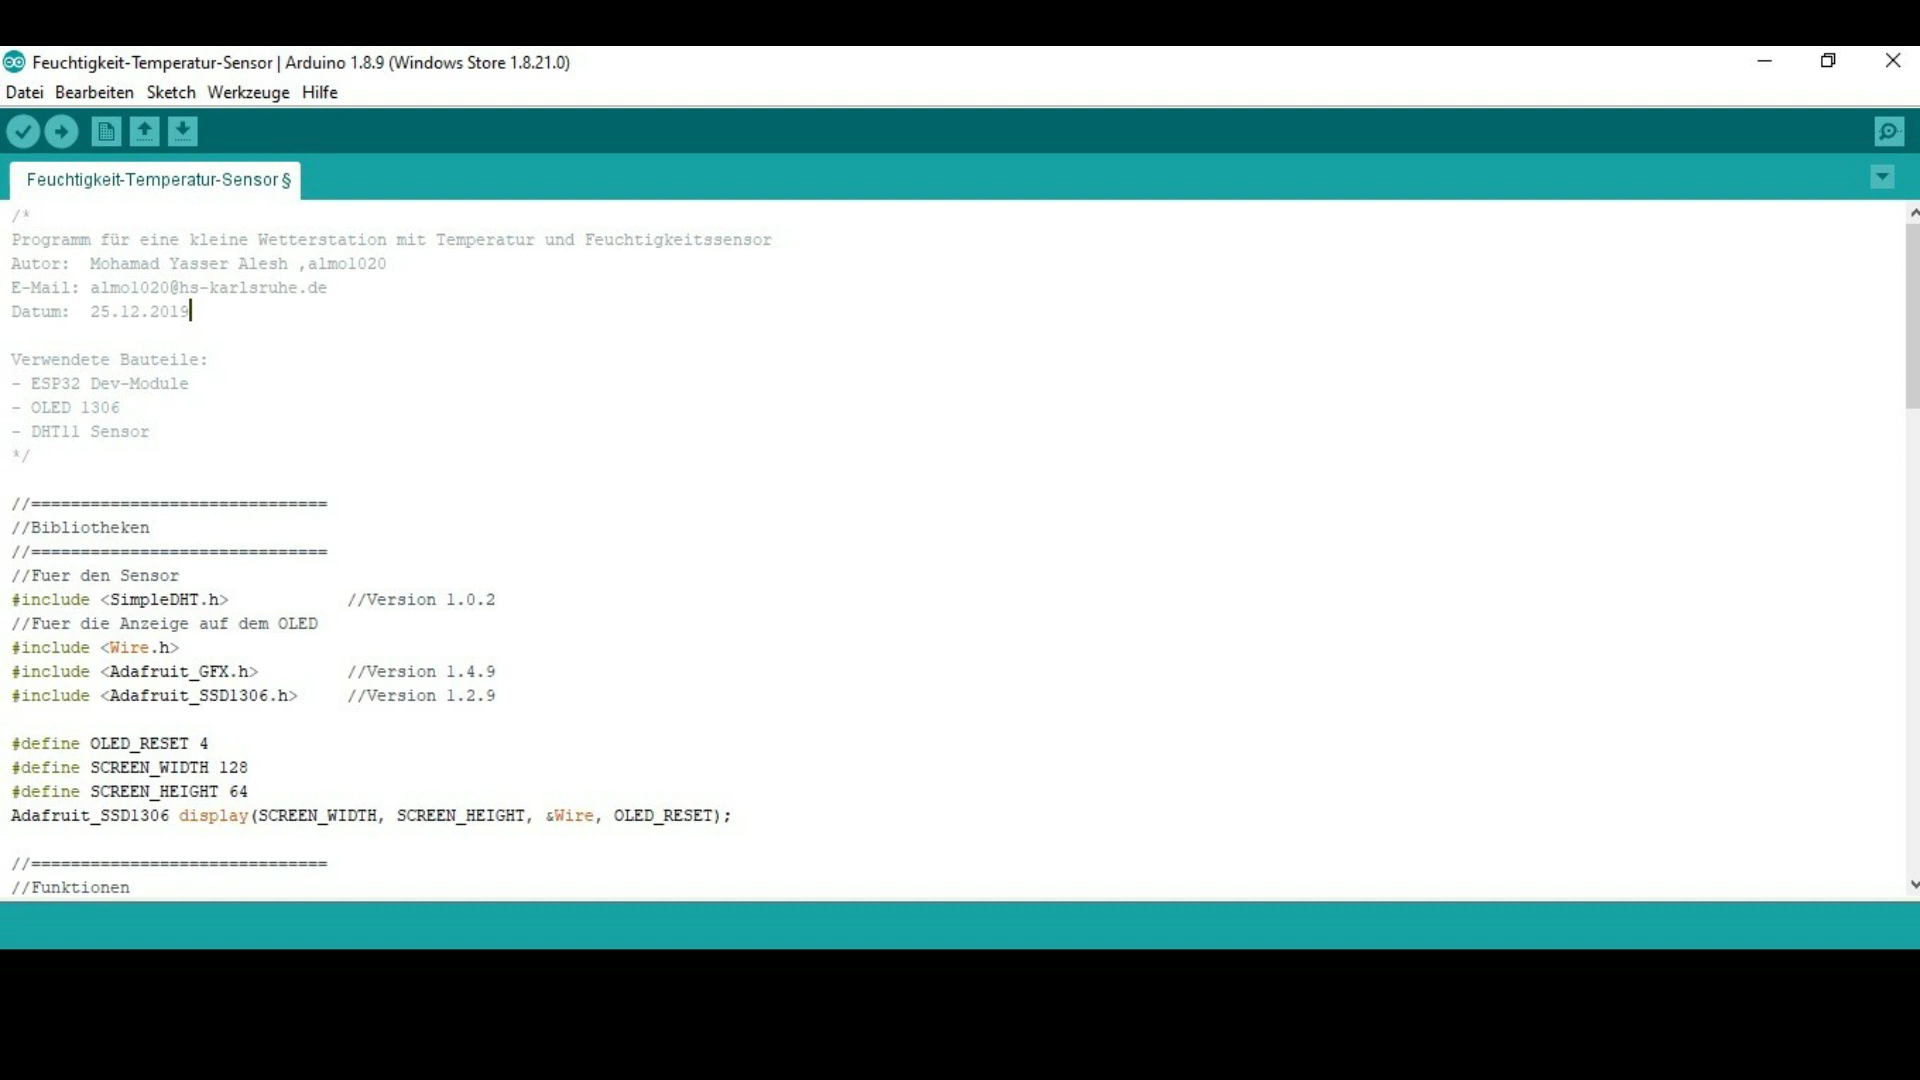 Feuchtigkeit-Temperatur-Sensor | Arduino 1.8.9 (Windows Store 1.8.21.0)
Datei Bearbeiten Sketch Werkzeuge Hilfe
Feuchtigkeit-Temperatur-Sensor §
/*
Programm für eine kleine Wetterstation mit Temperatur und Feuchtigkeitssensor
Autor:  Mohamad Yasser Alesh ,almo1020
E-Mail: almo1020@hs-karlsruhe.de
Datum:  25.12.2019
Verwendete Bauteile:
- ESP32 Dev-Module
- OLED 1306
- DHT11 Sensor
*/
//==============================
//Bibliotheken
//==============================
//Fuer den Sensor
#include <SimpleDHT.h>            //Version 1.0.2
//Fuer die Anzeige auf dem OLED
#include <Wire.h>
#include <Adafruit_GFX.h>         //Version 1.4.9
#include <Adafruit_SSD1306.h>     //Version 1.2.9
#define OLED_RESET 4
#define SCREEN_WIDTH 128
#define SCREEN_HEIGHT 64
Adafruit_SSD1306 display(SCREEN_WIDTH, SCREEN_HEIGHT, &Wire, OLED_RESET);
//==============================
//Funktionen